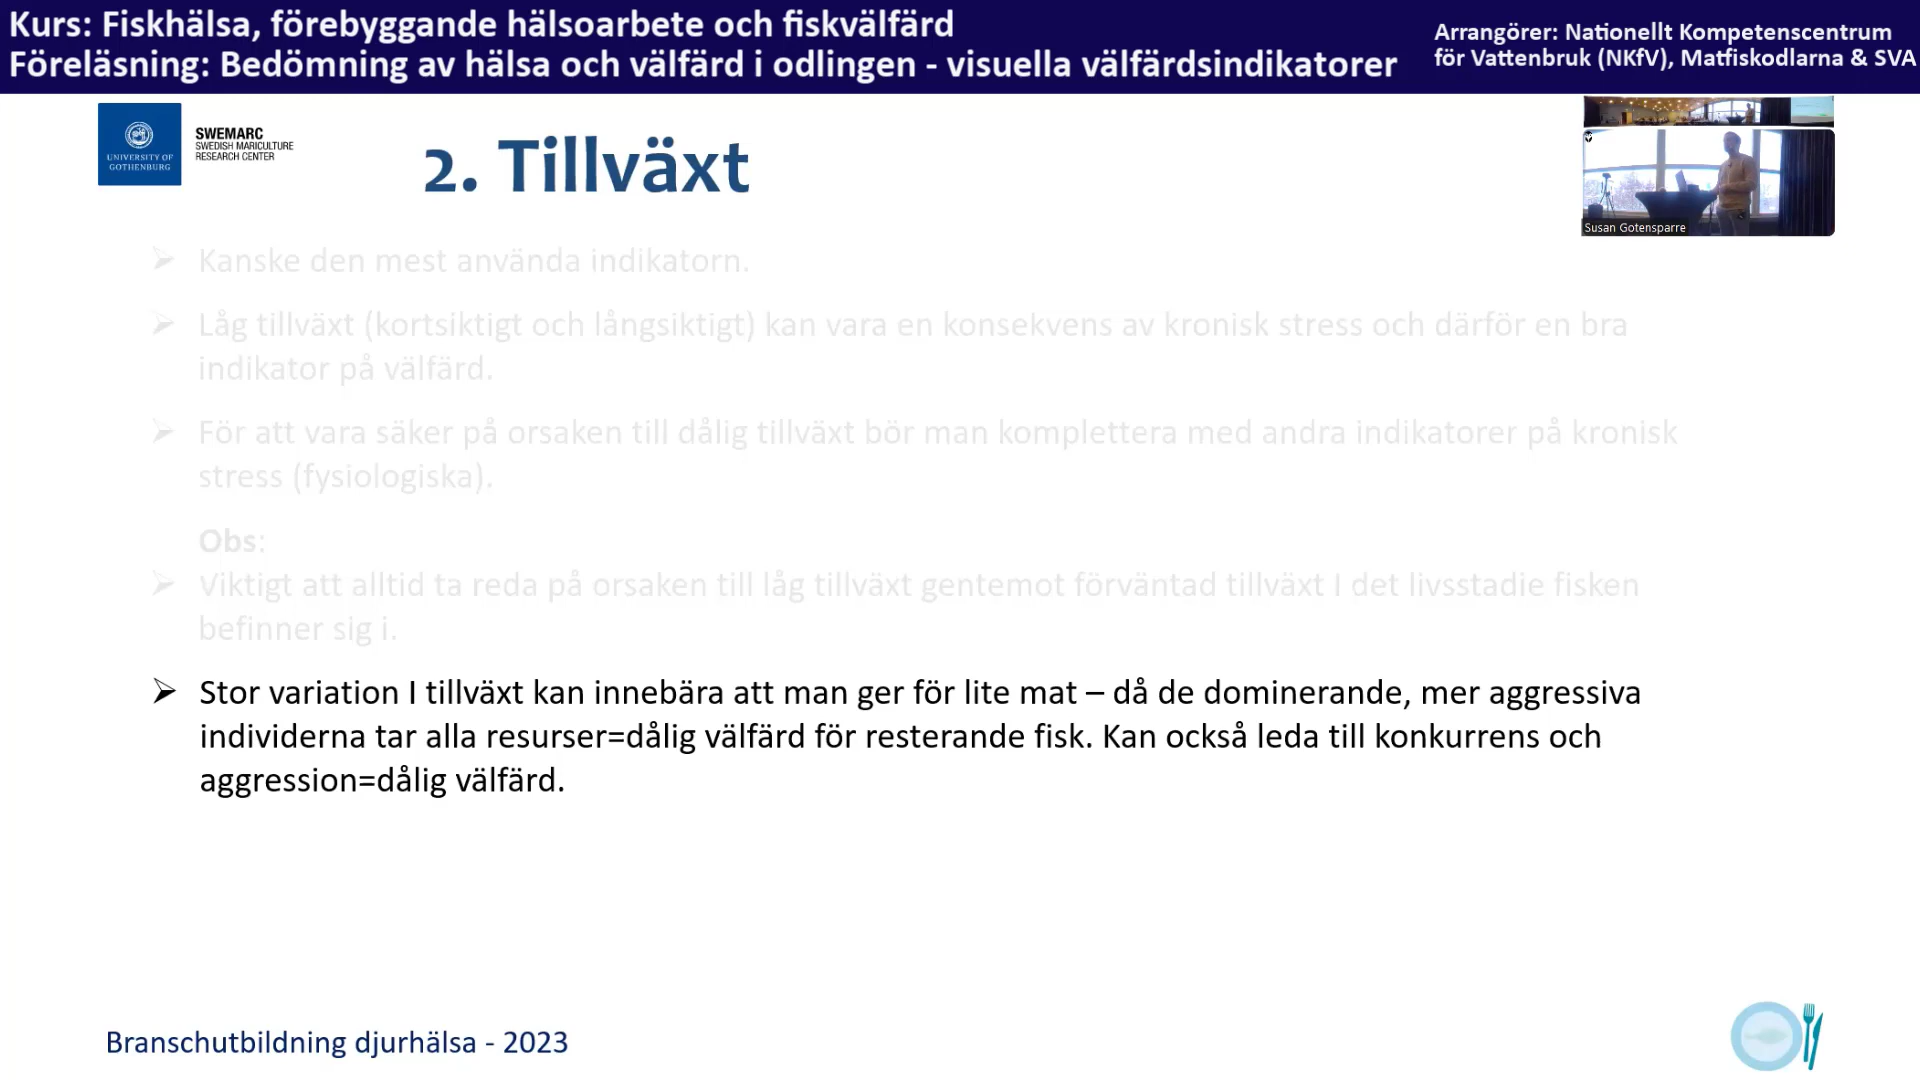 Kurs: Fiskhälsa, förebyggande hälsoarbete och fiskvälfärd
Föreläsning: Bedömning av hälsa och välfärd i odlingen - visuella välfärdsindikatorer
Arrangörer: Nationellt Kompetenscentrum
för Vattenbruk (NKfV), Matfiskodlarna & SVA
UNIVERSITY OF
GOTHENBURG
SWEMARC
SWEDISH MARICULTURE
RESEARCH CENTER
2. Tillväxt
Susan Gotensparre
Kanske den mest använda indikatorn.
Låg tillväxt (kortsiktigt och långsiktigt) kan vara en konsekvens av kronisk stress och därför en bra
indikator på välfärd.
För att vara säker på orsaken till dålig tillväxt bör man komplettera med andra indikatorer på kronisk
stress (fysiologiska).
Obs:
Viktigt att alltid ta reda på orsaken till låg tillväxt gentemot förväntad tillväxt I det livsstadie fisken
befinner sig i.
Stor variation I tillväxt kan innebära att man ger för lite mat – då de dominerande, mer aggressiva
individerna tar alla resurser=dålig välfärd för resterande fisk. Kan också leda till konkurrens och
aggression=dålig välfärd.
Branschutbildning djurhälsa - 2023